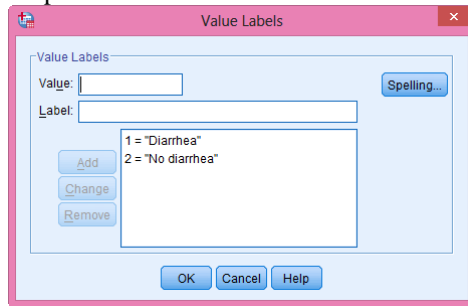 Value Labels
Value Labels
Value:
Spelling...
Label:
1 = "Diarrhea"
2 = "No diarrhea"
Add
Change
Remove
OK Cancel Help